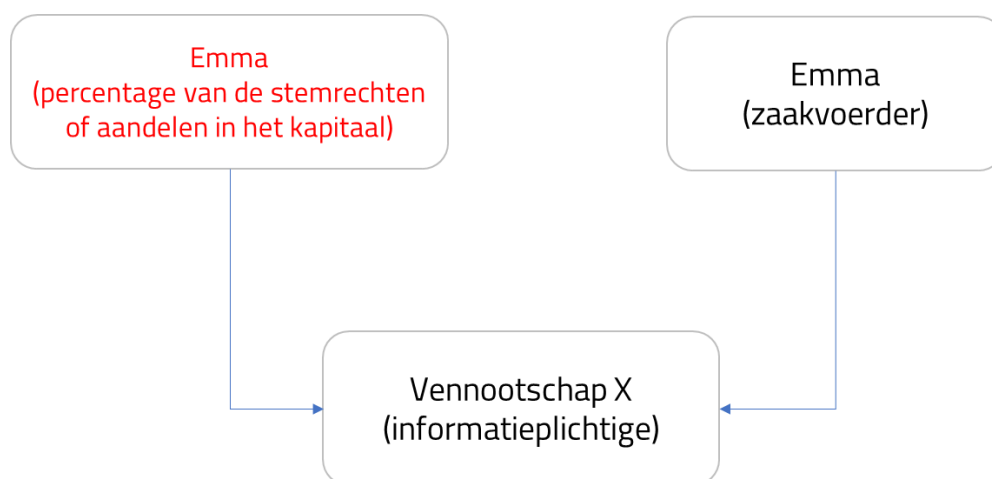 Emma
(percentage van de stemrechten
of aandelen in het kapitaal)
Emma
(zaakvoerder)
Vennootschap X
(informatieplichtige)